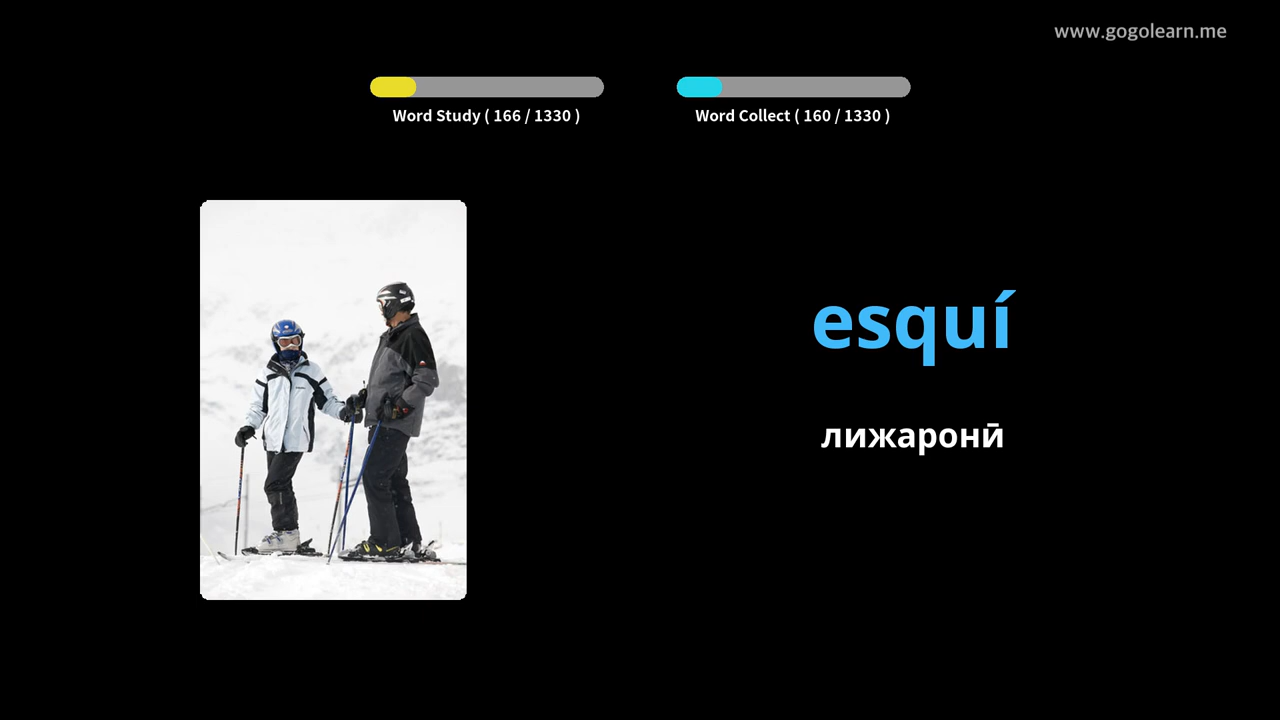 www.gogolearn.me
Word Study ( 166 / 1330 )
Word Collect ( 160 / 1330 )
esquí
лижаронӣ